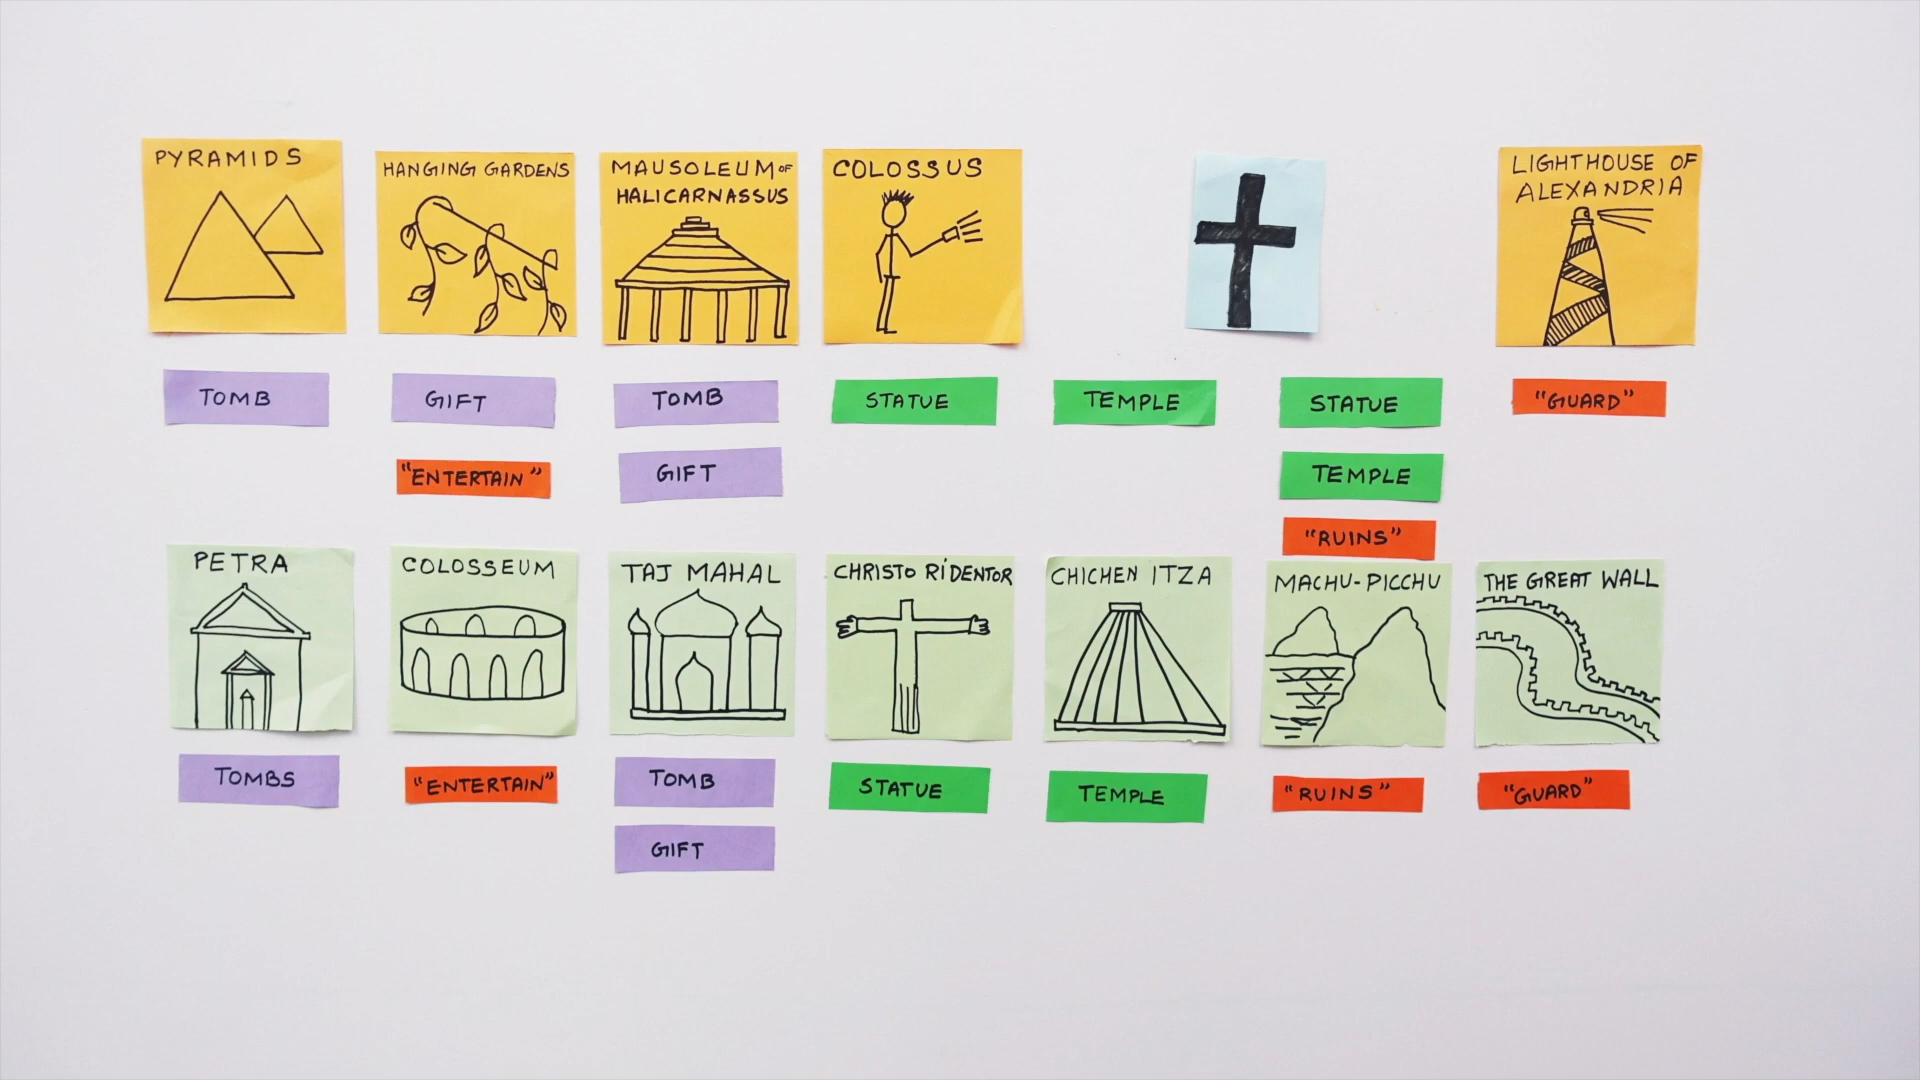 PYRAMIDS
HANGING GARDENS
MAUSOLEUM OF
HALICARNASSUS
COLOSSUS
LIGHTHOUSE OF
ALEXANDRIA
TOMB
GIFT
TOMB
STATUE
TEMPLE
STATUE
"GUARD"
"ENTERTAIN"
GIFT
TEMPLE
"RUINS"
PETRA
COLOSSEUM
TAJ MAHAL
CHRISTO RIDENTOR
CHICHEN ITZA
MACHU-PICCHU
THE GREAT WALL
TOMBS
"ENTERTAIN"
TOMB
STATUE
TEMPLE
"RUINS"
"GUARD"
GIFT